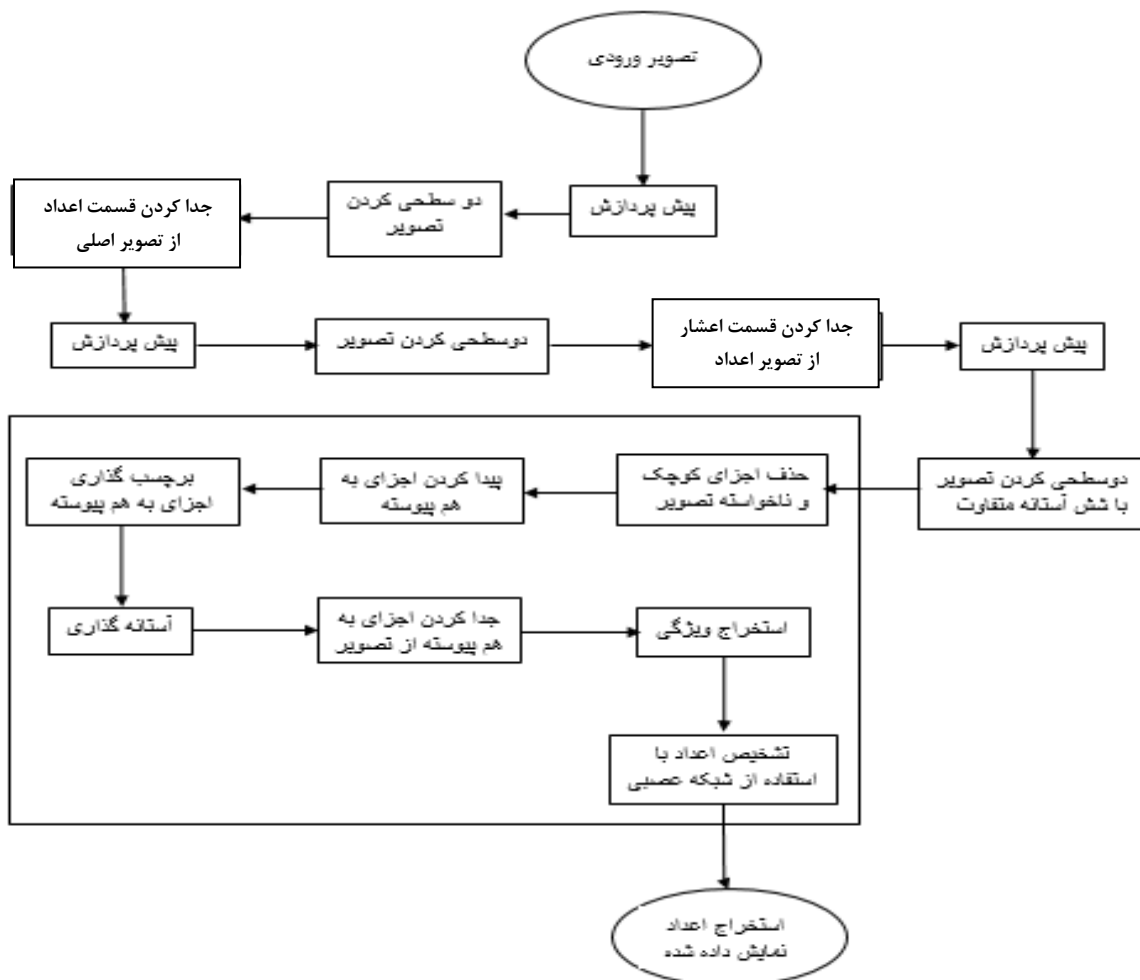 تصویر ورودی
پیش پردازش
دو سطحی کردن
تصویر
جدا کردن قسمت اعداد
از تصویر اصلی
پیش پردازش
دوسطحی کردن تصویر
جدا کردن قسمت اعشار
از تصویر اعداد
پیش پردازش
دوسطحی کردن تصویر
با شش آستانه متفاوت
حذف اجزای کوچک
و ناخواسته تصویر
پیدا کردن اجزای به
هم پیوسته
برچسب گذاری
اجزای به هم پیوسته
آستانه گذاری
جدا کردن اجزای به
هم پیوسته از تصویر
استخراج ویژگی
تشخیص اعداد با
استفاده از شبکه عصبی
استخراج اعداد
نمایش داده شده